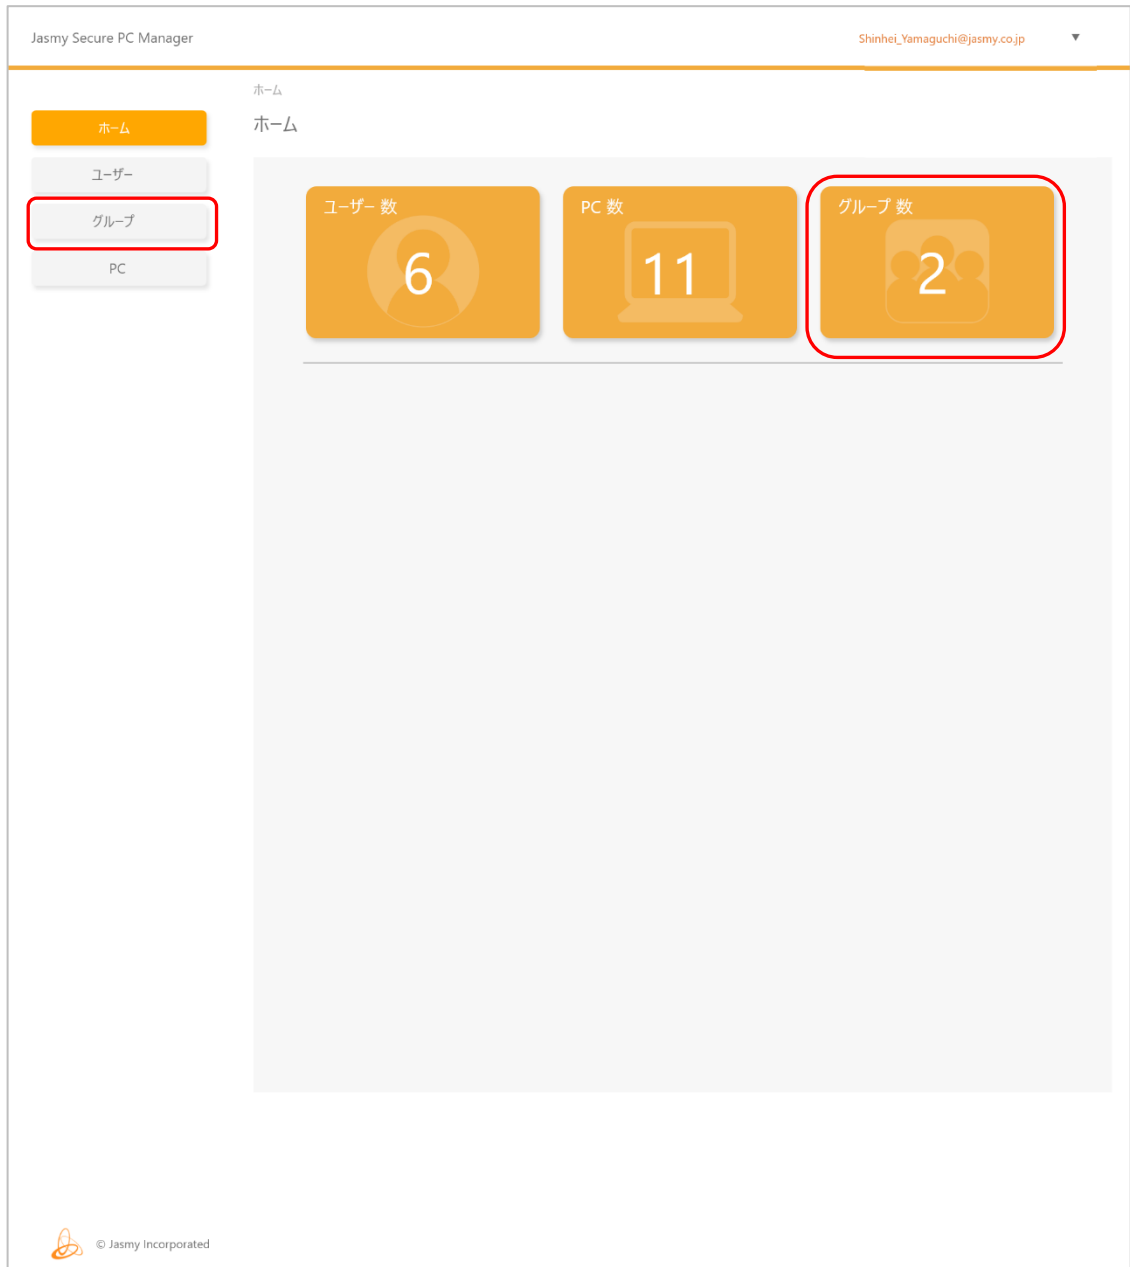 Jasmy Secure PC Manager
Shinhei_Yamaguchi@jasmy.co.jp ▼
ホーム
ホーム
ホーム
ユーザー
グループ
PC
ユーザー 数
6
PC 数
11
グループ 数
2
© Jasmy Incorporated